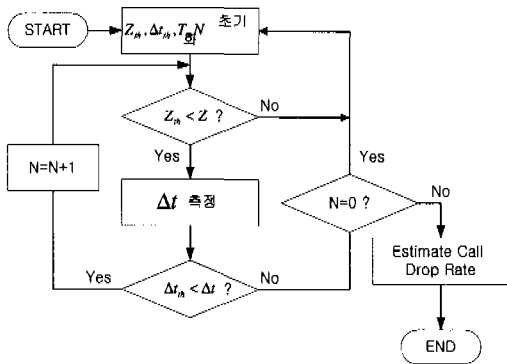 START
Z_th, Δt_th, T, N 초기
화
Z_th < Z ?
No
Yes
N=N+1
Δt 측정
Yes
N=0 ?
No
Estimate Call
Drop Rate
Δt_th < Δt ?
Yes
No
END